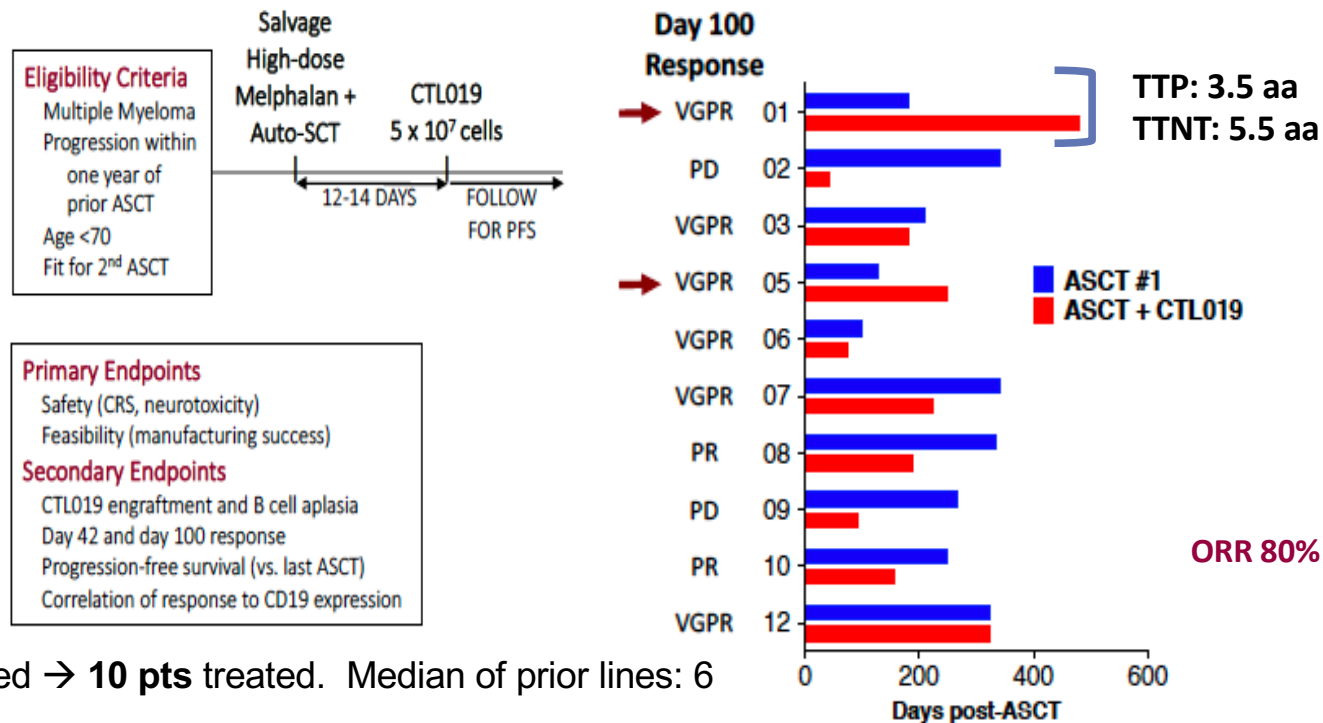 Eligibility Criteria
Multiple Myeloma
Progression within
one year of
prior ASCT
Age <70
Fit for 2nd ASCT
Salvage
High-dose
Melphalan +
Auto-SCT
CTL019
5 x 10⁷ cells
12-14 DAYS
FOLLOW
FOR PFS
Primary Endpoints
Safety (CRS, neurotoxicity)
Feasibility (manufacturing success)
Secondary Endpoints
CTL019 engraftment and B cell aplasia
Day 42 and day 100 response
Progression-free survival (vs. last ASCT)
Correlation of response to CD19 expression
Day 100
Response
VGPR 01
PD 02
VGPR 03
VGPR 05
VGPR 06
VGPR 07
PR 08
PD 09
PR 10
VGPR 12
0 200 400 600
Days post-ASCT
TTP: 3.5 aa
TTNT: 5.5 aa
ASCT #1
ASCT + CTL019
ORR 80%
ed → 10 pts treated. Median of prior lines: 6